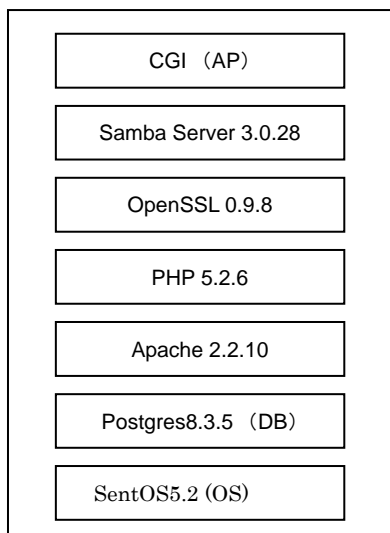 CGI （AP）
Samba Server 3.0.28
OpenSSL 0.9.8
PHP 5.2.6
Apache 2.2.10
Postgres8.3.5 （DB）
SentOS5.2 (OS)